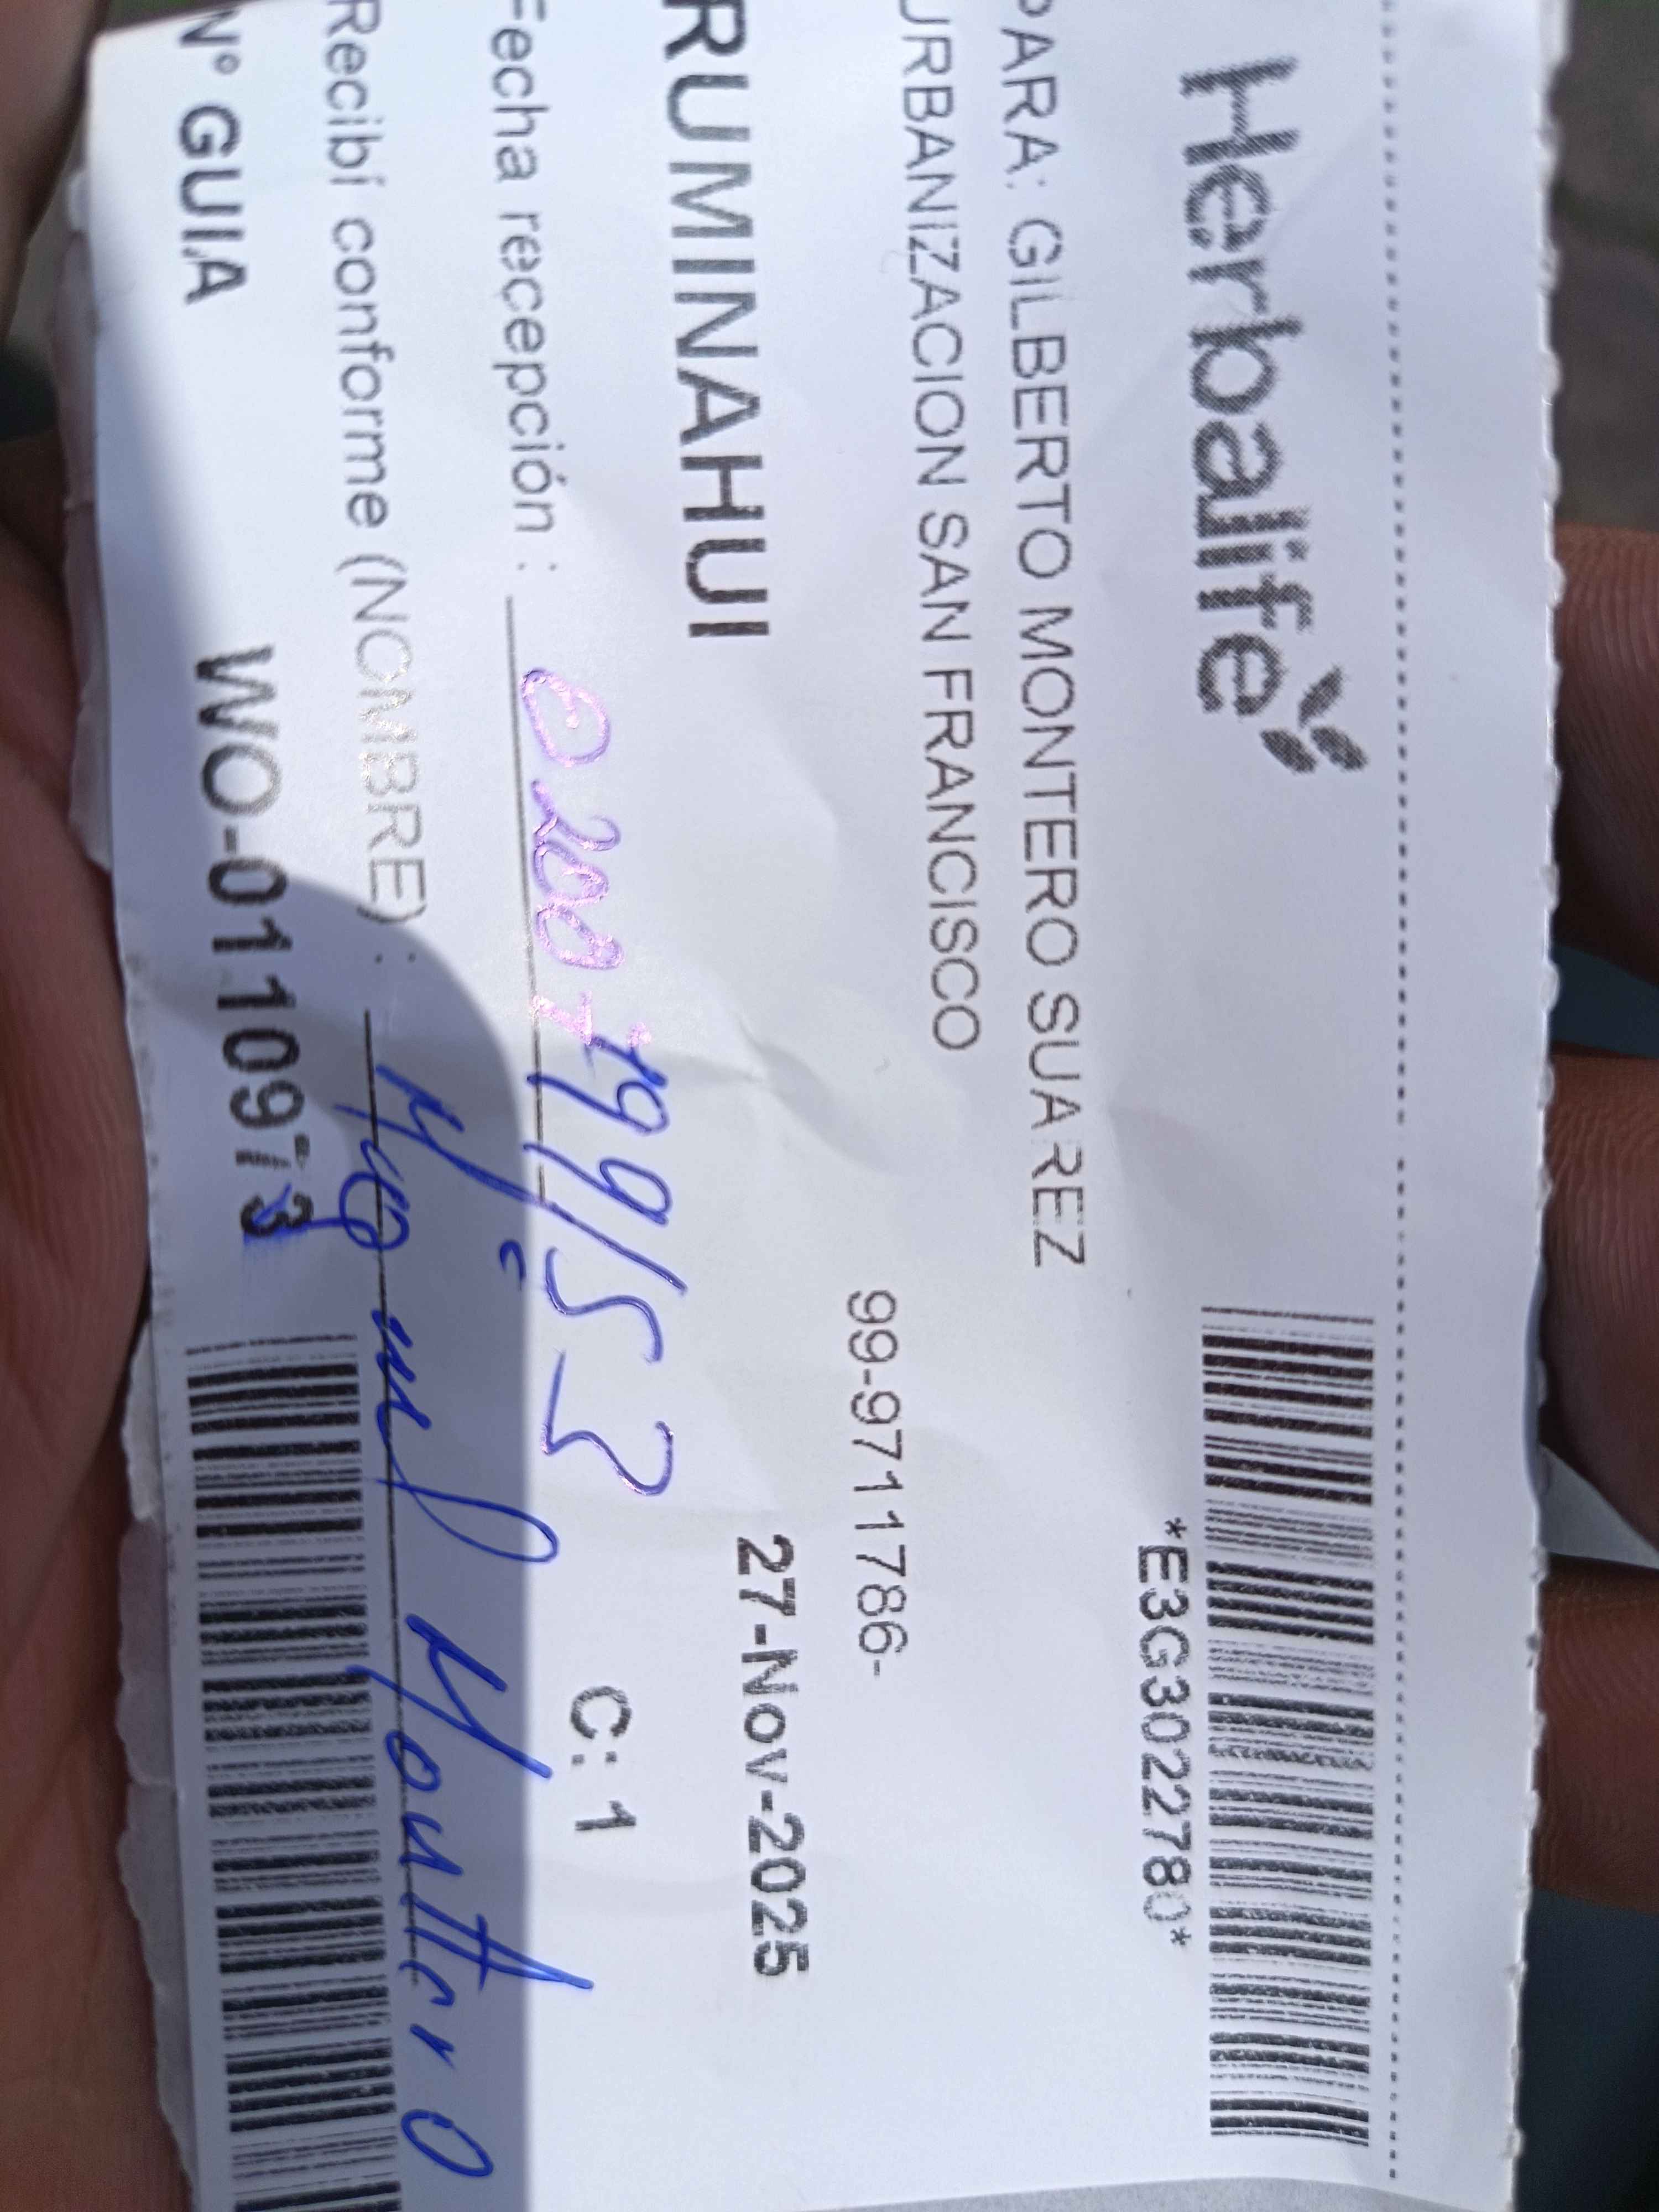 Herbalife
*E3G3022780*
PARA: GILBERTO MONTERO SUAREZ
URBANIZACION SAN FRANCISCO
99-9711786-
RUMINAHUI
27-Nov-2025
Fecha recepción :
C: 1
Recibí conforme (NOMBRE) : Montero
N° GUIA WO-0110973